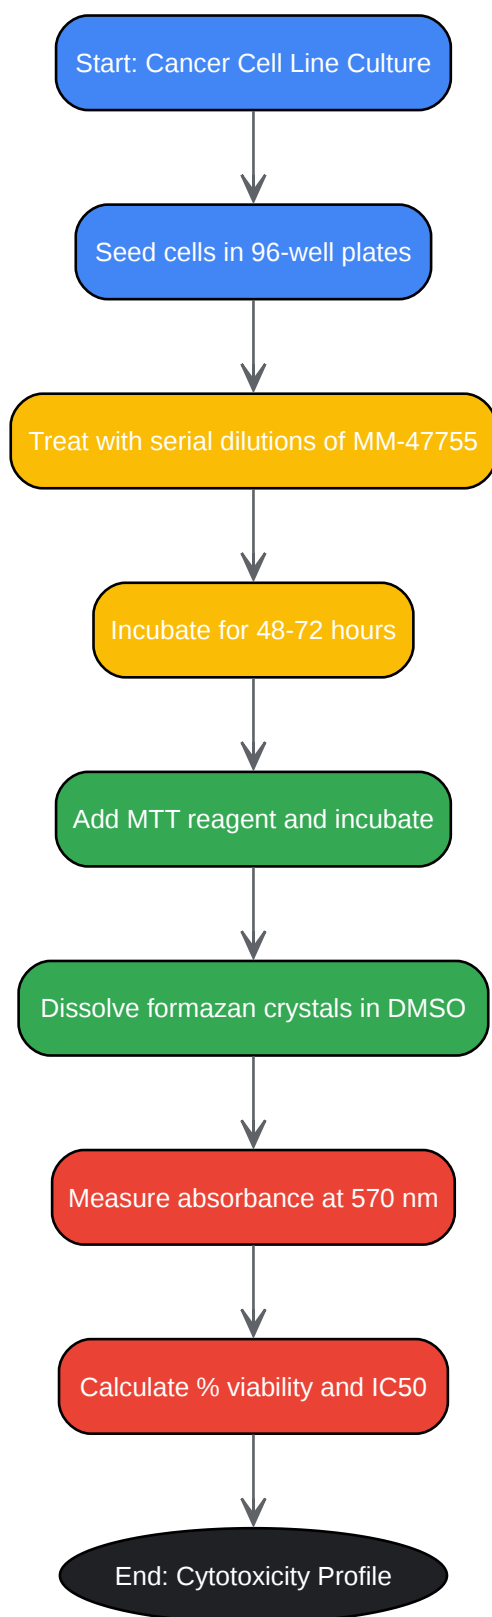 Start: Cancer Cell Line Culture
Seed cells in 96-well plates
Treat with serial dilutions of MM-47755
Incubate for 48-72 hours
Add MTT reagent and incubate
Dissolve formazan crystals in DMSO
Measure absorbance at 570 nm
Calculate % viability and IC50
End: Cytotoxicity Profile